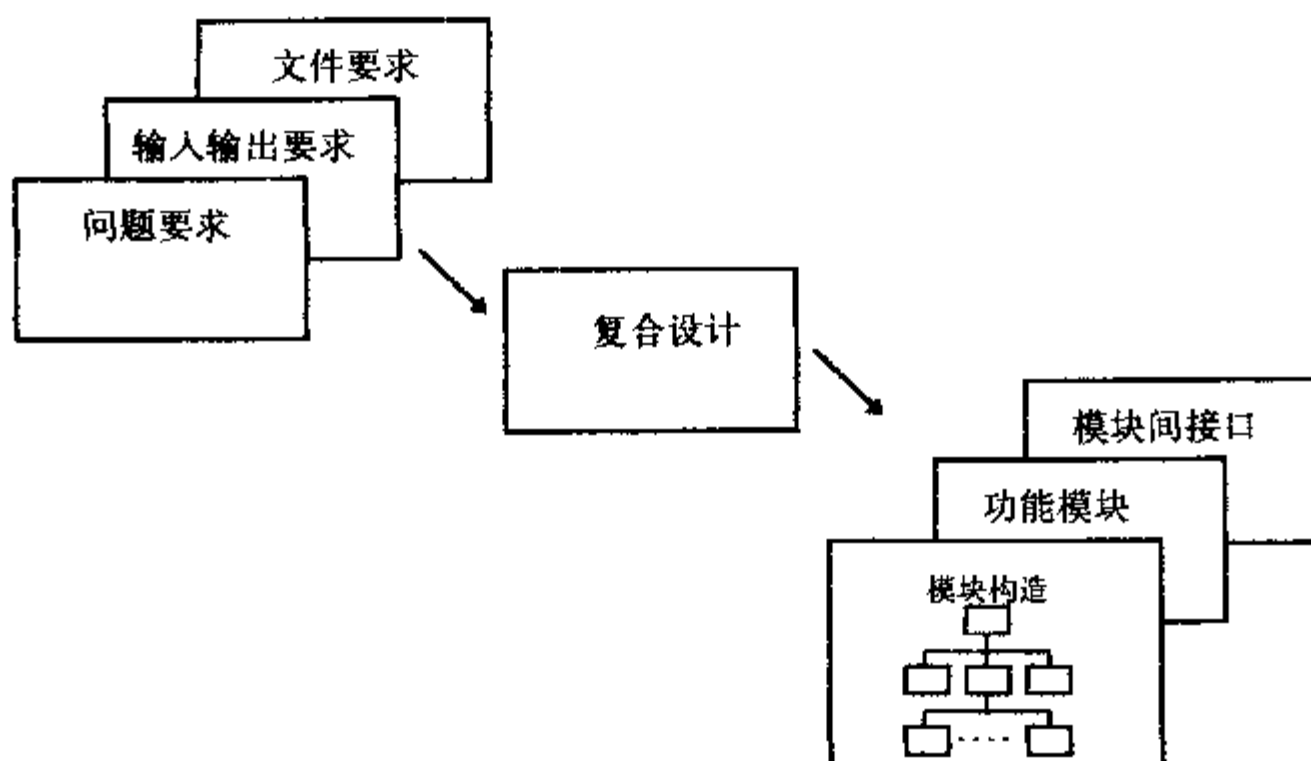 文件要求
输入输出要求
问题要求
复合设计
模块间接口
功能模块
模块构造